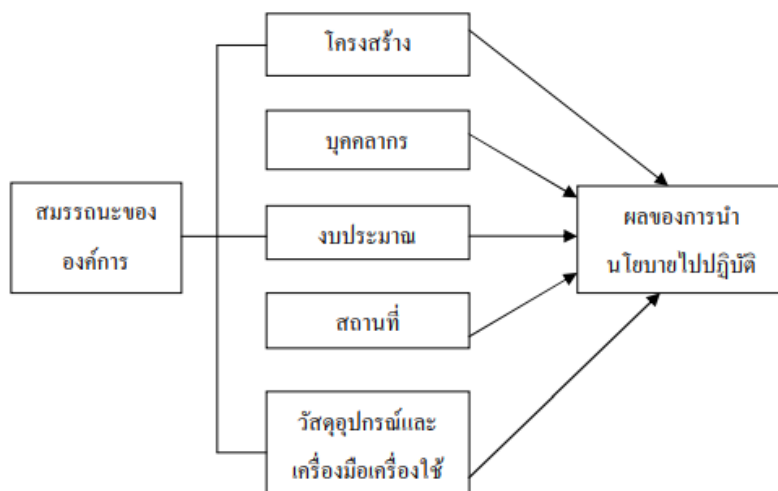 โครงสร้าง
บุคคลากร
สมรรถนะของ
องค์การ
งบประมาณ
ผลของการนำ
นโยบายไปปฏิบัติ
สถานที่
วัสดุอุปกรณ์และ
เครื่องมือเครื่องใช้